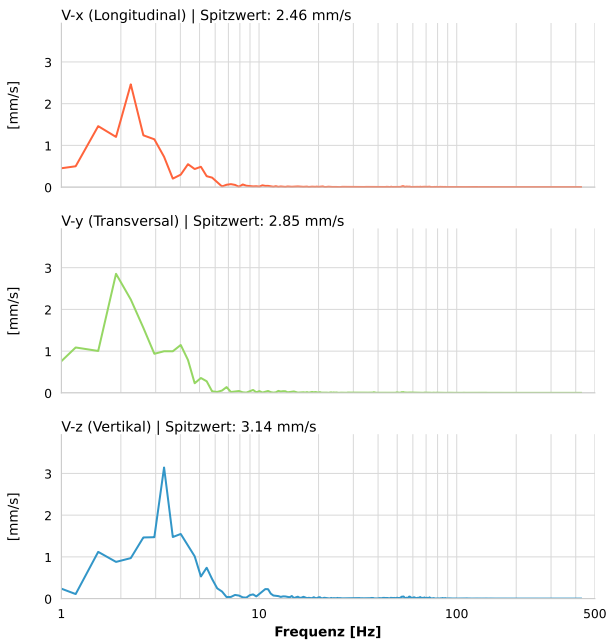 V-x (Longitudinal) | Spitzwert: 2.46 mm/s
3
2
1
0
[mm/s]
V-y (Transversal) | Spitzwert: 2.85 mm/s
3
2
1
0
[mm/s]
V-z (Vertikal) | Spitzwert: 3.14 mm/s
3
2
1
0
[mm/s]
1 10 100 500
Frequenz [Hz]